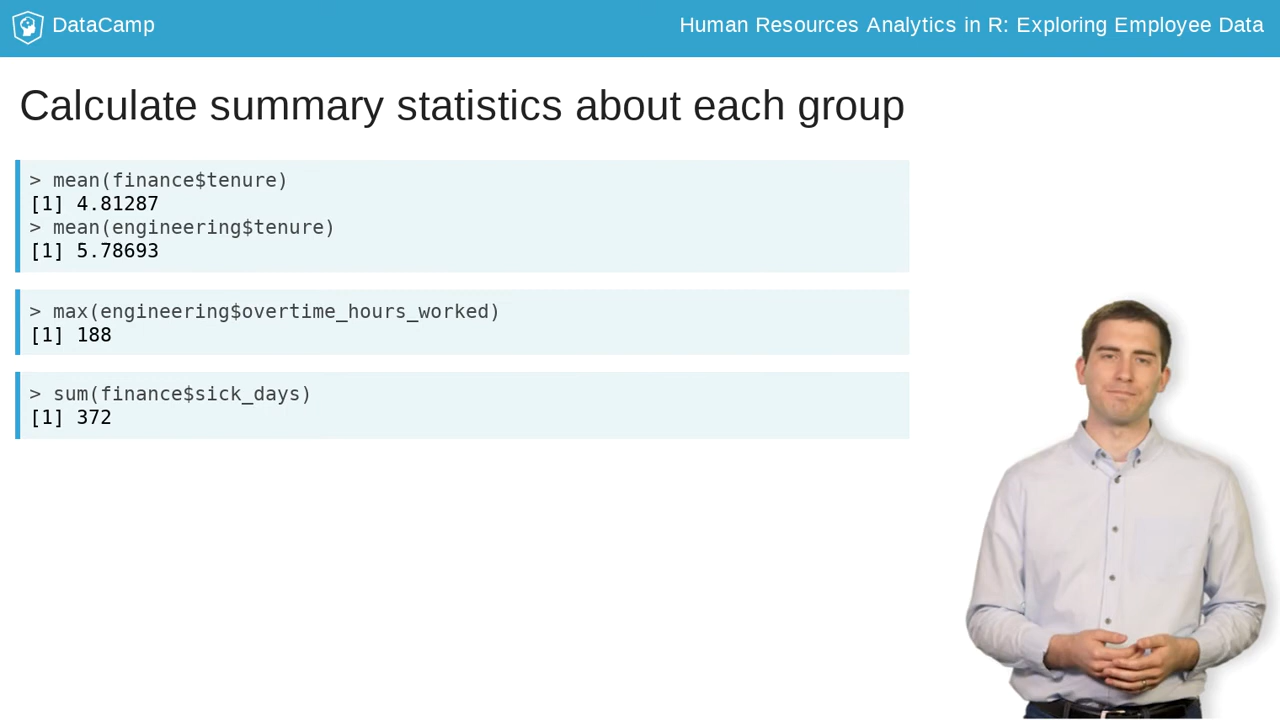 DataCamp
Human Resources Analytics in R: Exploring Employee Data
Calculate summary statistics about each group
> mean(finance$tenure)
[1] 4.81287
> mean(engineering$tenure)
[1] 5.78693
> max(engineering$overtime_hours_worked)
[1] 188
> sum(finance$sick_days)
[1] 372